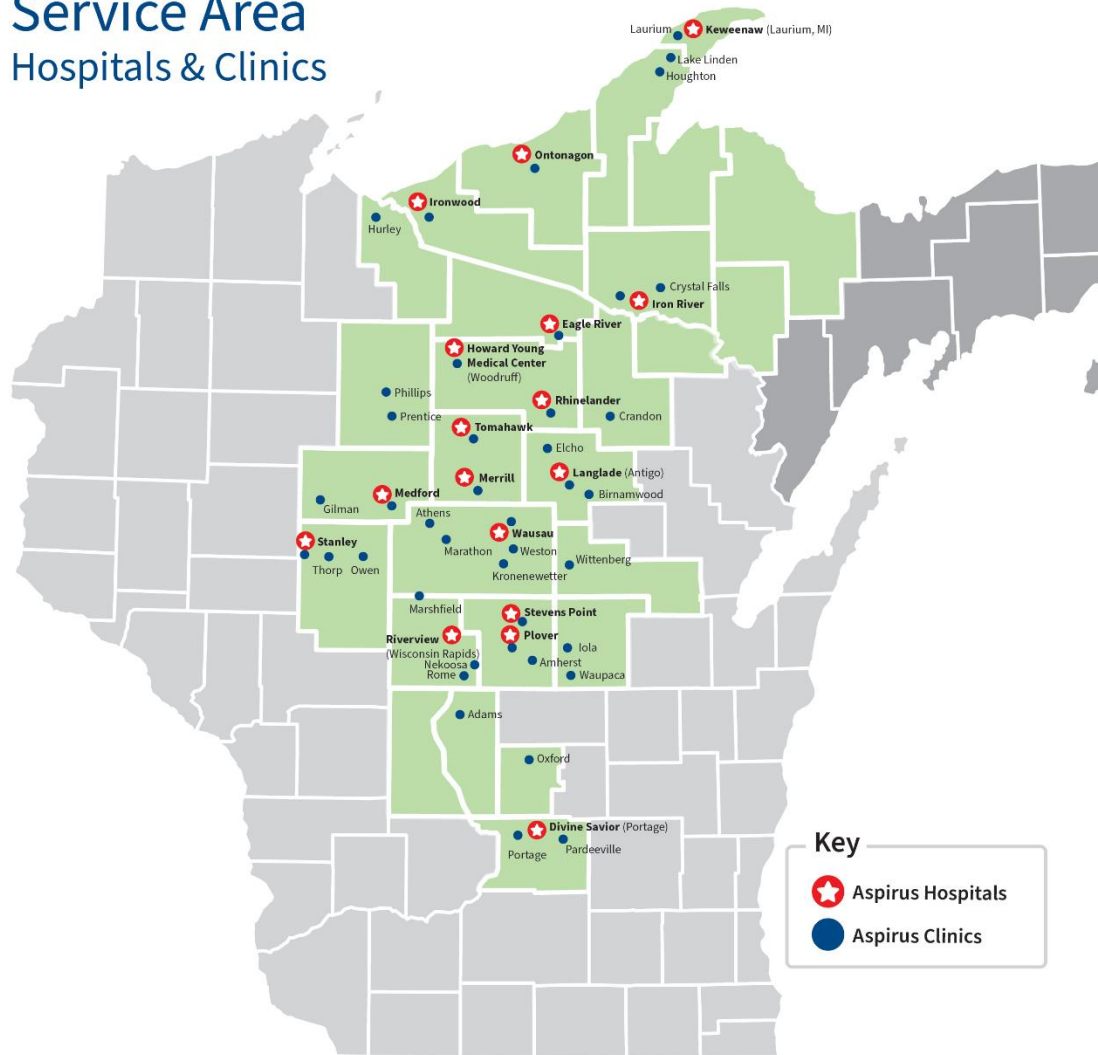 Service Area
Hospitals & Clinics
Laurium
Keweenaw (Laurium, MI)
Lake Linden
Houghton
Ontonagon
Ironwood
Hurley
Crystal Falls
Iron River
Eagle River
Howard Young
Medical Center
(Woodruff)
Phillips
Prentice
Rhinelander
Crandon
Tomahawk
Elcho
Merrill
Langlade (Antigo)
Birnamwood
Medford
Gilman
Athens
Stanley
Thorp
Owen
Wausau
Marathon
Weston
Kronenewetter
Wittenberg
Marshfield
Stevens Point
Riverview
(Wisconsin Rapids)
Plover
Nekoosa
Rome
Iola
Amherst
Waupaca
Adams
Oxford
Divine Savior (Portage)
Portage
Pardeeville
Key
Aspirus Hospitals
Aspirus Clinics